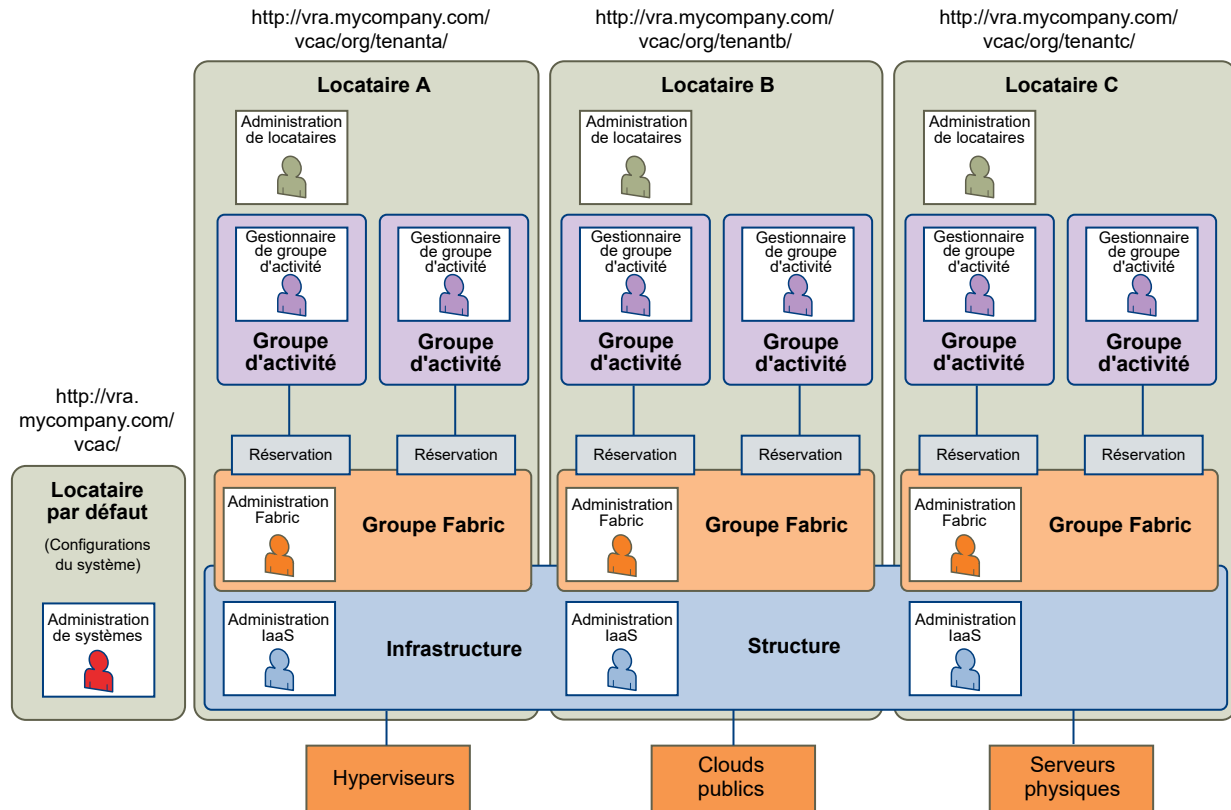 http://vra.mycompany.com/
vcac/org/tenanta/
http://vra.mycompany.com/
vcac/org/tenantb/
http://vra.mycompany.com/
vcac/org/tenantc/
Locataire A
Locataire B
Locataire C
Administration
de locataires
Administration
de locataires
Administration
de locataires
Gestionnaire
de groupe
d'activité
Groupe
d'activité
Gestionnaire
de groupe
d'activité
Groupe
d'activité
Gestionnaire
de groupe
d'activité
Groupe
d'activité
Gestionnaire
de groupe
d'activité
Groupe
d'activité
Gestionnaire
de groupe
d'activité
Groupe
d'activité
Gestionnaire
de groupe
d'activité
Groupe
d'activité
http://vra.
mycompany.com/
vcac/
Réservation
Réservation
Réservation
Réservation
Réservation
Réservation
Locataire
par défaut
(Configurations
du système)
Administration
de systèmes
Administration
Fabric
Groupe Fabric
Administration
Fabric
Groupe Fabric
Administration
Fabric
Groupe Fabric
Administration
IaaS
Infrastructure
Administration
IaaS
Structure
Administration
IaaS
Hyperviseurs
Clouds
publics
Serveurs
physiques